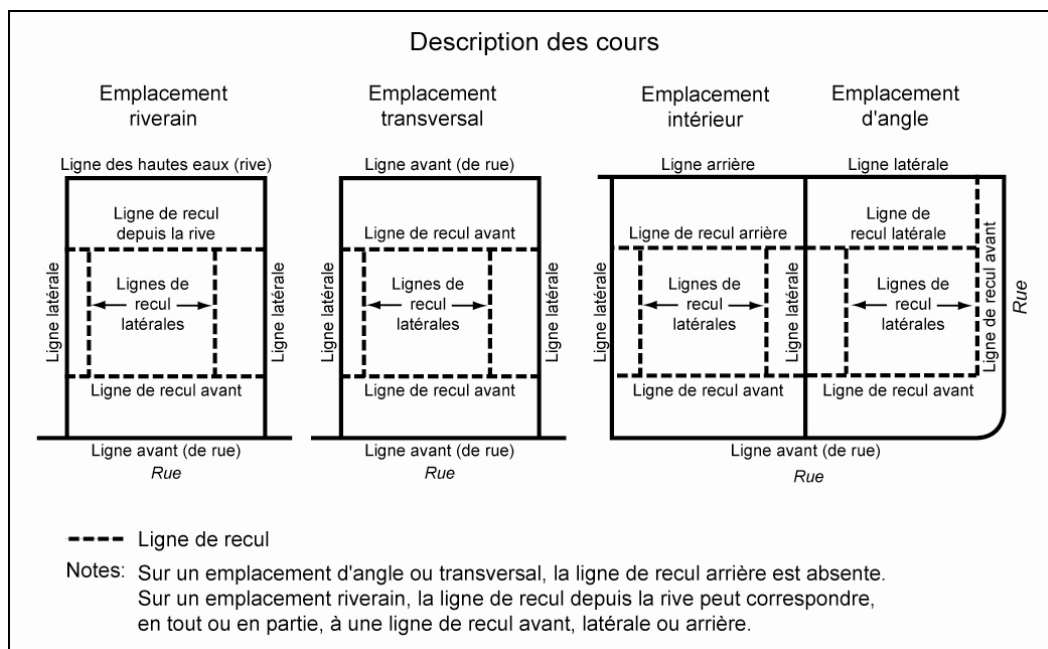 Description des cours
Emplacement
riverain
Ligne des hautes eaux (rive)
Ligne de recul
depuis la rive
Ligne latérale
Lignes de
recul
latérales
Ligne latérale
Ligne de recul avant
Ligne avant (de rue)
Rue
Emplacement
transversal
Ligne avant (de rue)
Ligne de recul avant
Ligne latérale
Lignes de
recul
latérales
Ligne latérale
Ligne de recul avant
Ligne avant (de rue)
Rue
Emplacement
intérieur
Ligne arrière
Ligne de recul arrière
Ligne latérale
Lignes de
recul
latérales
Ligne latérale
Ligne de recul avant
Emplacement
d'angle
Ligne latérale
Ligne de
recul latérale
Lignes de
recul
latérales
Ligne de recul avant
Rue
Ligne de recul avant
Ligne avant (de rue)
Rue
Ligne de recul
Notes: Sur un emplacement d'angle ou transversal, la ligne de recul arrière est absente.
Sur un emplacement riverain, la ligne de recul depuis la rive peut correspondre,
en tout ou en partie, à une ligne de recul avant, latérale ou arrière.